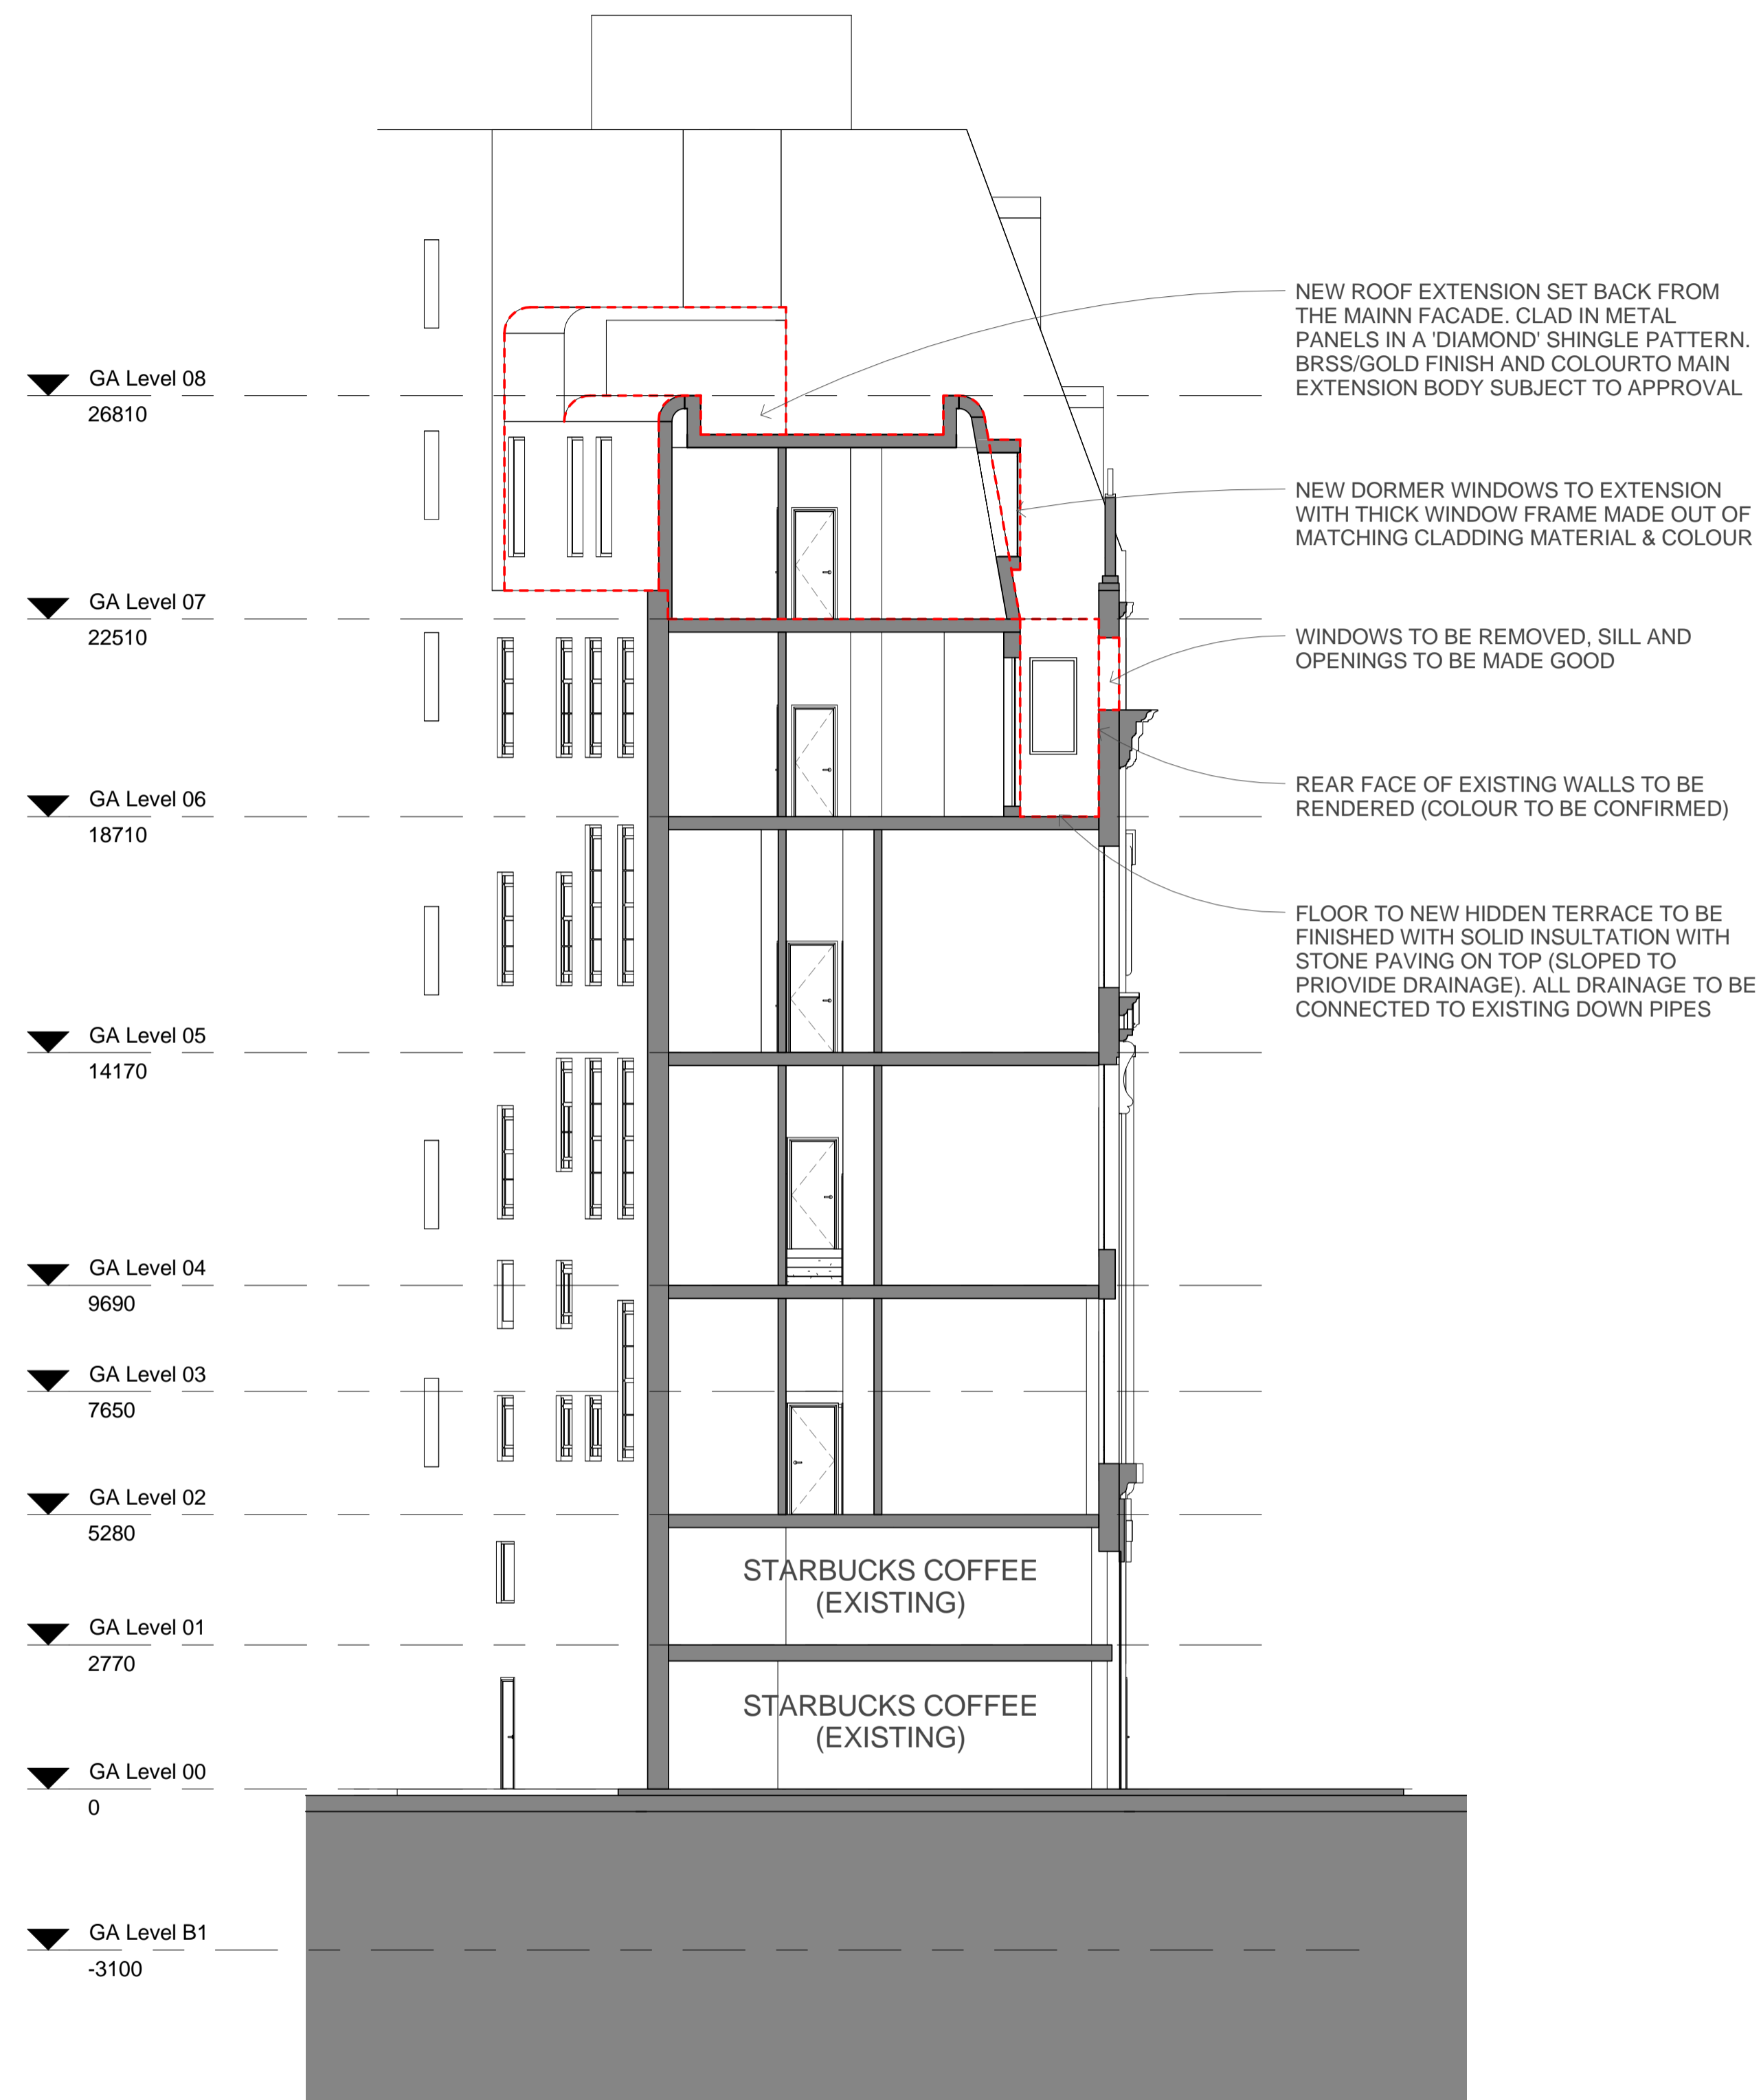 NEW ROOF EXTENSION SET BACK FROM
THE MAINN FACADE. CLAD IN METAL
PANELS IN A 'DIAMOND' SHINGLE PATTERN.
BRSS/GOLD FINISH AND COLOURTO MAIN
EXTENSION BODY SUBJECT TO APPROVAL
GA Level 08
26810
NEW DORMER WINDOWS TO EXTENSION
WITH THICK WINDOW FRAME MADE OUT OF
MATCHING CLADDING MATERIAL & COLOUR
GA Level 07
22510
WINDOWS TO BE REMOVED, SILL AND
OPENINGS TO BE MADE GOOD
GA Level 06
18710
REAR FACE OF EXISTING WALLS TO BE
RENDERED (COLOUR TO BE CONFIRMED)
FLOOR TO NEW HIDDEN TERRACE TO BE
FINISHED WITH SOLID INSULTATION WITH
STONE PAVING ON TOP (SLOPED TO
PRIOVIDE DRAINAGE). ALL DRAINAGE TO BE
CONNECTED TO EXISTING DOWN PIPES
GA Level 05
14170
GA Level 04
9690
GA Level 03
7650
GA Level 02
5280
STARBUCKS COFFEE
(EXISTING)
GA Level 01
2770
STARBUCKS COFFEE
(EXISTING)
GA Level 00
0
GA Level B1
-3100